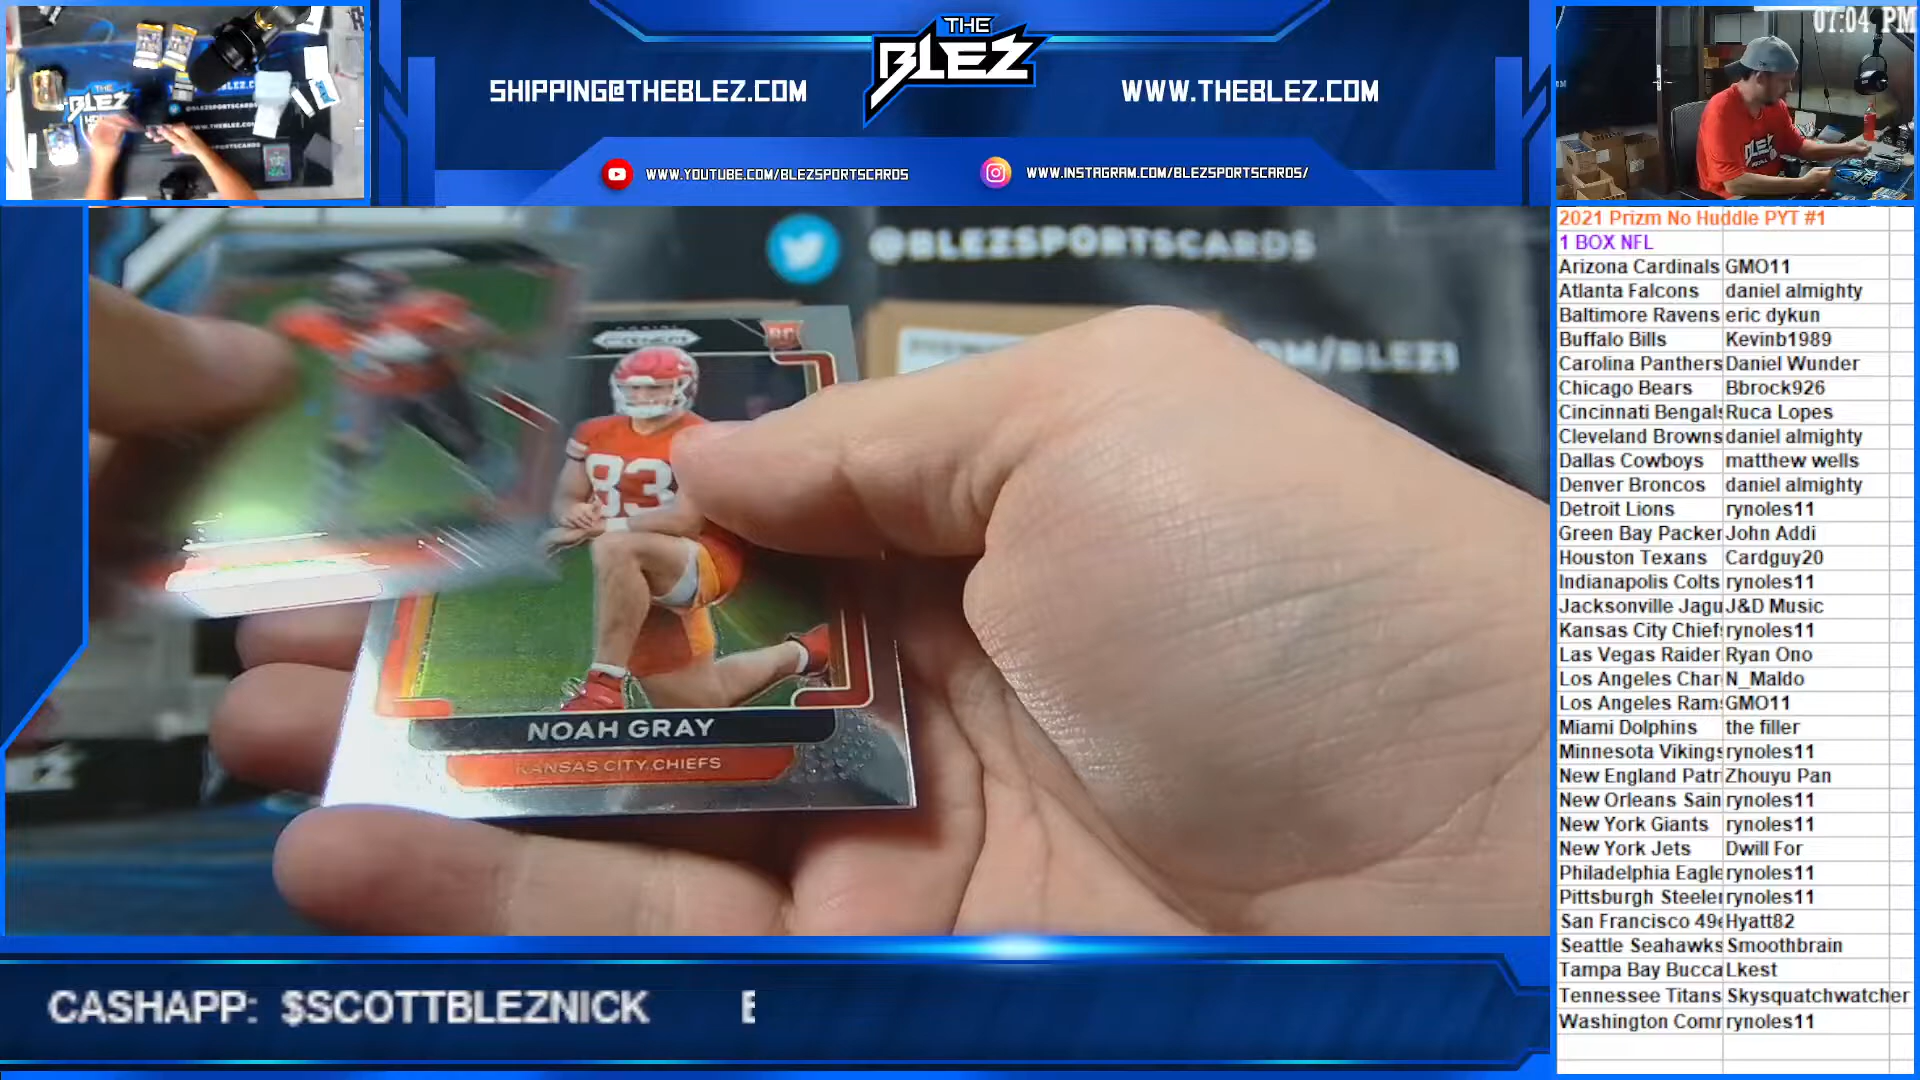 07:04 PM
THE
BLEZ
SHIPPING@THEBLEZ.COM
WWW.THEBLEZ.COM
WWW.YOUTUBE.COM/BLEZSPORTSCARDS
WWW.INSTAGRAM.COM/BLEZSPORTSCARDS/
@BLEZSPORTSCARDS
OM/BLEZ1
PRIZM
RC
83
NOAH GRAY
KANSAS CITY CHIEFS
2021 Prizm No Huddle PYT #1
1 BOX NFL
Arizona Cardinals GMO11
Atlanta Falcons daniel almighty
Baltimore Ravens eric dykun
Buffalo Bills Kevinb1989
Carolina Panthers Daniel Wunder
Chicago Bears Bbrock926
Cincinnati Bengals Ruca Lopes
Cleveland Browns daniel almighty
Dallas Cowboys matthew wells
Denver Broncos daniel almighty
Detroit Lions rynoles11
Green Bay Packer John Addi
Houston Texans Cardguy20
Indianapolis Colts rynoles11
Jacksonville Jagu J&D Music
Kansas City Chiefs rynoles11
Las Vegas Raider Ryan Ono
Los Angeles Char N_Maldo
Los Angeles Rams GMO11
Miami Dolphins the filler
Minnesota Vikings rynoles11
New England Patr Zhouyu Pan
New Orleans Sain rynoles11
New York Giants rynoles11
New York Jets Dwill For
Philadelphia Eagle rynoles11
Pittsburgh Steeler rynoles11
San Francisco 49e Hyatt82
Seattle Seahawks Smoothbrain
Tampa Bay Bucca Lkest
Tennessee Titans Skysquatchwatcher
Washington Comm rynoles11
CASHAPP: $SCOTTBLEZNICK